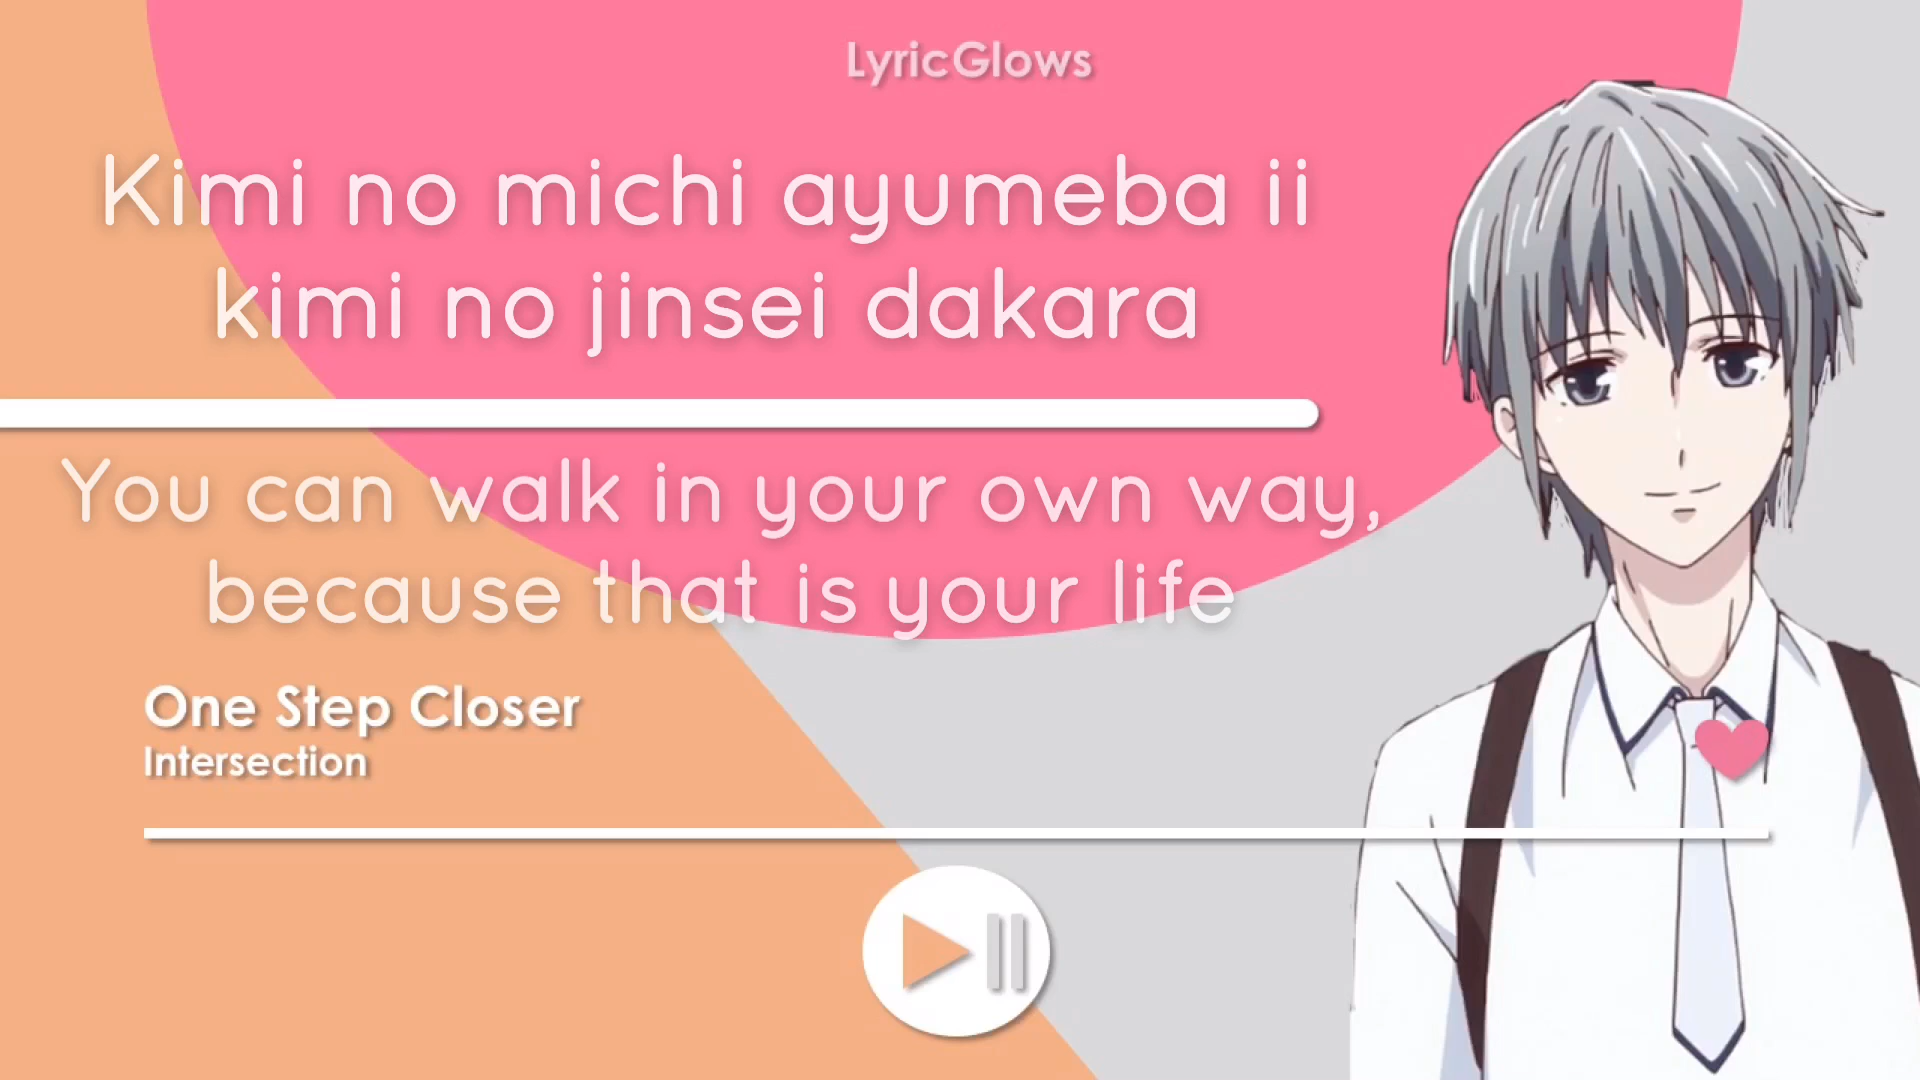 LyricGlows
Kimi no michi ayumeba ii
kimi no jinsei dakara
You can walk in your own way,
because that is your life
One Step Closer
Intersection